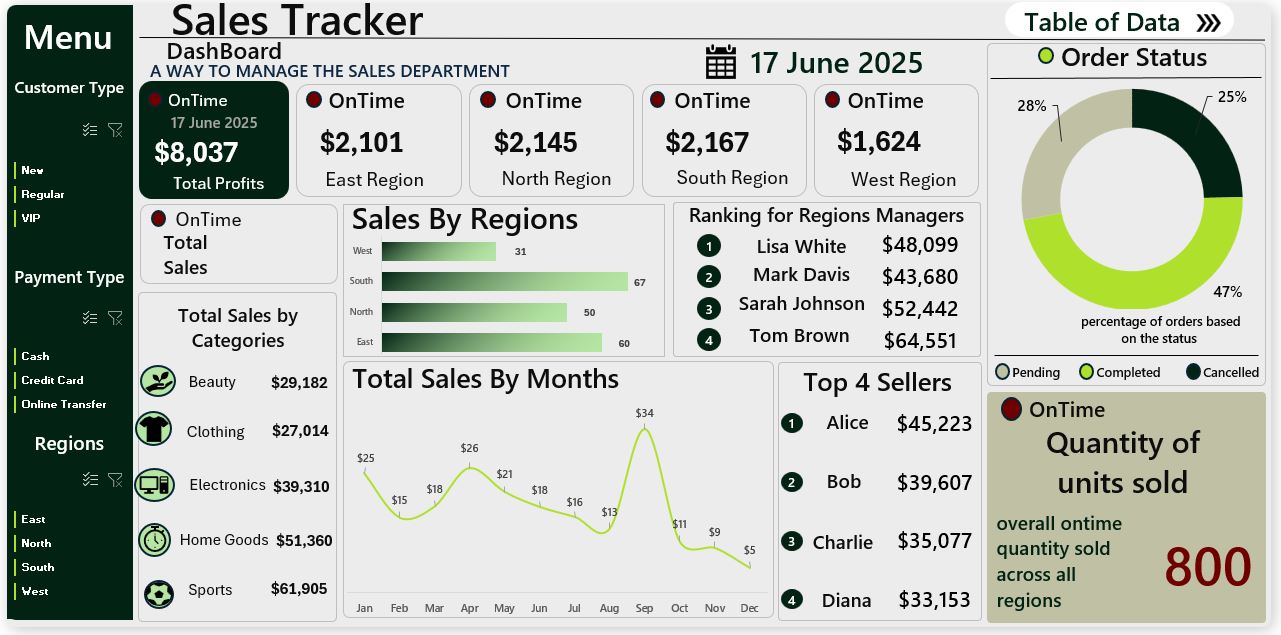 Menu
Customer Type
New
Regular
VIP
Payment Type
Cash
Credit Card
Online Transfer
Regions
East
North
South
West
Sales Tracker
DashBoard
A WAY TO MANAGE THE SALES DEPARTMENT
17 June 2025
Table of Data
OnTime
17 June 2025
$8,037
Total Profits
OnTime
$2,101
East Region
OnTime
$2,145
North Region
OnTime
$2,167
South Region
OnTime
$1,624
West Region
OnTime
Total
Sales
Total Sales by
Categories
Beauty $29,182
Clothing $27,014
Electronics $39,310
Home Goods $51,360
Sports $61,905
Sales By Regions
West 31
South 67
North 50
East 60
Ranking for Regions Managers
1 Lisa White $48,099
2 Mark Davis $43,680
3 Sarah Johnson $52,442
4 Tom Brown $64,551
Total Sales By Months
$25 $15 $18 $26 $21 $18 $16 $13 $34 $11 $9 $5
Jan Feb Mar Apr May Jun Jul Aug Sep Oct Nov Dec
Top 4 Sellers
1 Alice $45,223
2 Bob $39,607
3 Charlie $35,077
4 Diana $33,153
Order Status
28%
25%
47%
percentage of orders based
on the status
Pending Completed Cancelled
OnTime
Quantity of
units sold
overall ontime
quantity sold
across all
regions
800